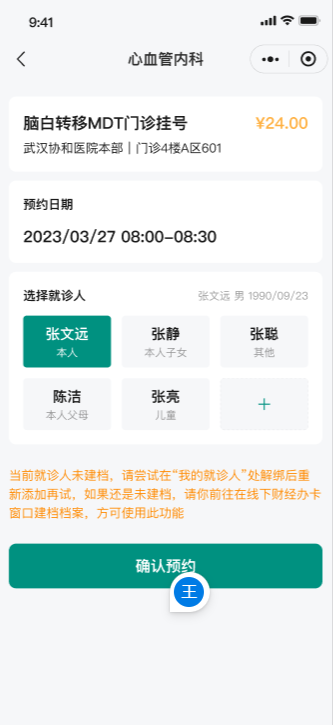 9:41
心血管内科
脑白转移MDT门诊挂号 ¥24.00
武汉协和医院本部｜门诊4楼A区601
预约日期
2023/03/27 08:00-08:30
选择就诊人 张文远 男 1990/09/23
张文远 张静 张聪
本人 本人子女 其他
陈洁 张亮 +
本人父母 儿童
当前就诊人未建档，请尝试在“我的就诊人”处解绑后重
新添加再试，如果还是未建档，请你前往在线下财经办卡
窗口建档档案，方可使用此功能
确认预约
王